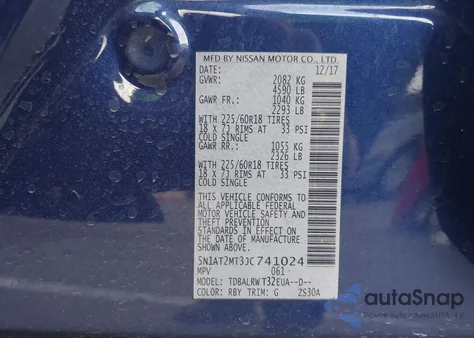 MFD BY NISSAN MOTOR CO., LTD.
DATE: 12/17
GVWR: 2082 KG
4590 LB
GAWR FR.: 1040 KG
2293 LB
WITH 225/60R18 TIRES
18 X 7J RIMS AT 33 PSI
COLD SINGLE
GAWR RR.: 1055 KG
2326 LB
WITH 225/60R18 TIRES
18 X 7J RIMS AT 33 PSI
COLD SINGLE
THIS VEHICLE CONFORMS TO ALL
APPLICABLE U.S. FEDERAL
MOTOR VEHICLE SAFETY AND
THEFT PREVENTION STANDARDS
IN EFFECT ON THE DATE OF
MANUFACTURE SHOWN ABOVE.
5N1AT2MT3JC741024
MPV 061
MODEL: TDBALRWT32EUA--D--
COLOR: RBY TRIM: G ZS30A
autoSnap